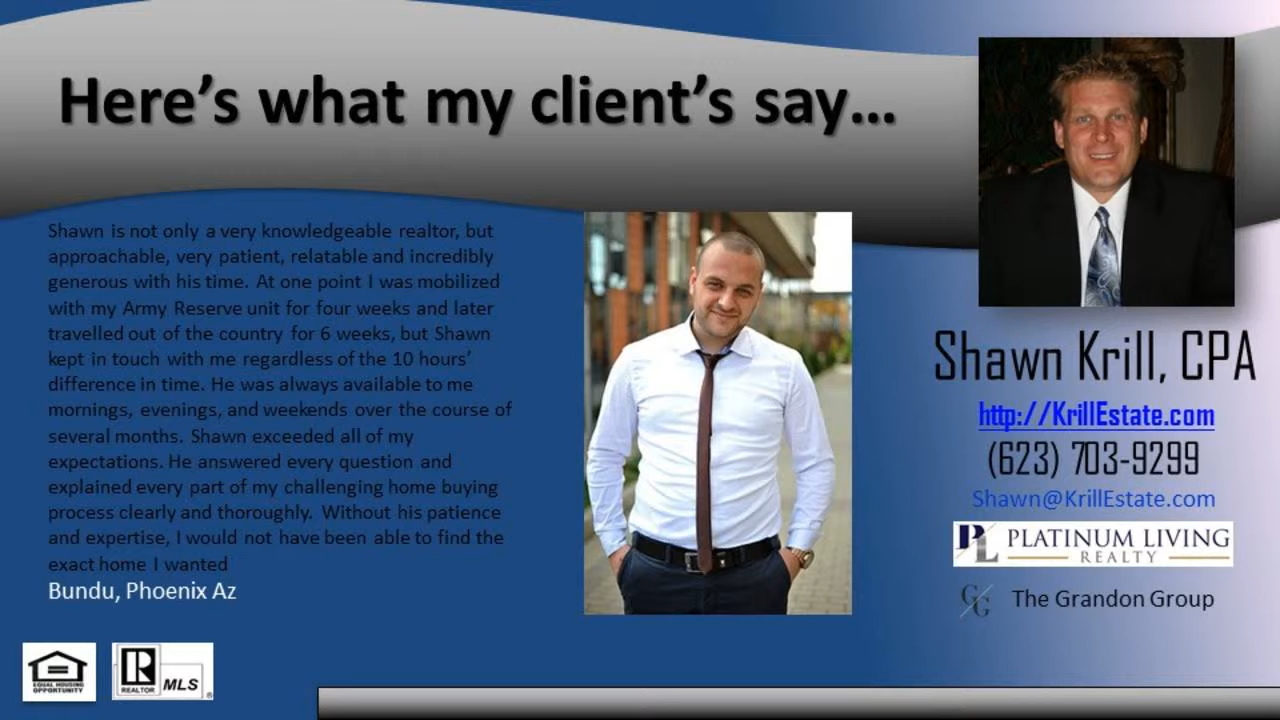 Here's what my client's say…
Shawn is not only a very knowledgeable realtor, but
approachable, very patient, relatable and incredibly
generous with his time. At one point I was mobilized
with my Army Reserve unit for four weeks and later
travelled out of the country for 6 weeks, but Shawn
kept in touch with me regardless of the 10 hours'
difference in time. He was always available to me
mornings, evenings, and weekends over the course of
several months. Shawn exceeded all of my
expectations. He answered every question and
explained every part of my challenging home buying
process clearly and thoroughly. Without his patience
and expertise, I would not have been able to find the
exact home I wanted
Bundu, Phoenix Az
Shawn Krill, CPA
http://KrillEstate.com
(623) 703-9299
Shawn@KrillEstate.com
PL PLATINUM LIVING
REALTY
GG The Grandon Group
EQUAL HOUSING
OPPORTUNITY
R
REALTOR MLS ®